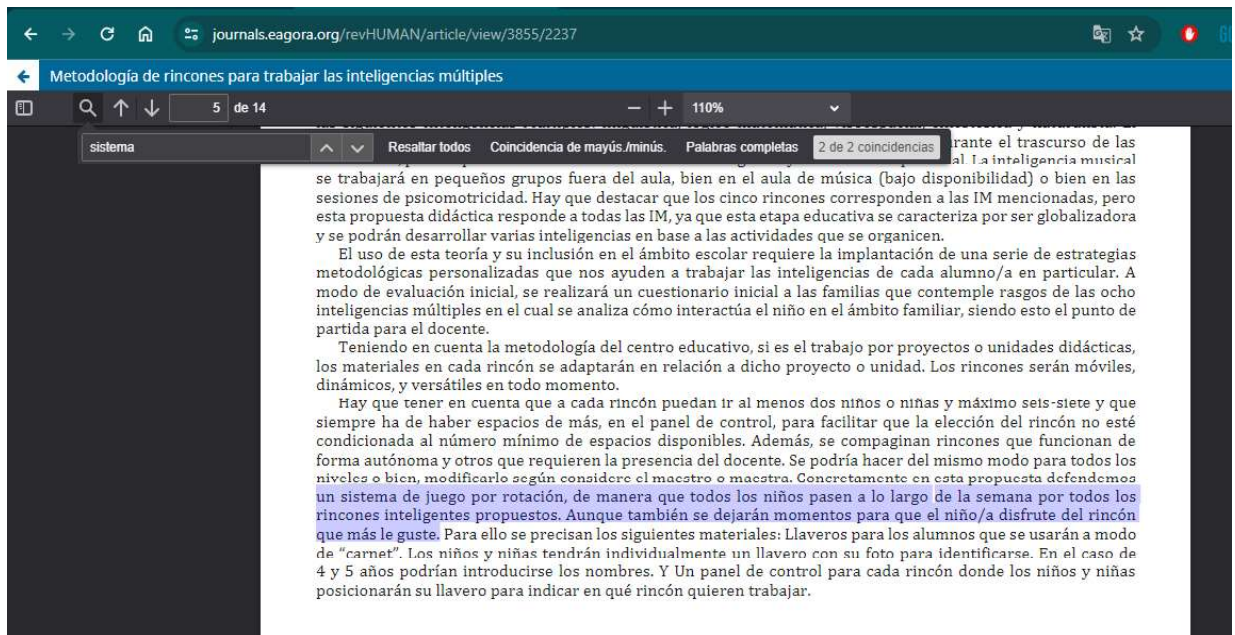 journals.eagora.org/revHUMAN/article/view/3855/2237
Metodología de rincones para trabajar las inteligencias múltiples
5 de 14
110%
sistema
Resaltar todos Coincidencia de mayús./minús. Palabras completas 2 de 2 coincidencias
rante el trascurso de las
al. La inteligencia musical
se trabajará en pequeños grupos fuera del aula, bien en el aula de música (bajo disponibilidad) o bien en las
sesiones de psicomotricidad. Hay que destacar que los cinco rincones corresponden a las IM mencionadas, pero
esta propuesta didáctica responde a todas las IM, ya que esta etapa educativa se caracteriza por ser globalizadora
y se podrán desarrollar varias inteligencias en base a las actividades que se organicen.
El uso de esta teoría y su inclusión en el ámbito escolar requiere la implantación de una serie de estrategias
metodológicas personalizadas que nos ayuden a trabajar las inteligencias de cada alumno/a en particular. A
modo de evaluación inicial, se realizará un cuestionario inicial a las familias que contemple rasgos de las ocho
inteligencias múltiples en el cual se analiza cómo interactúa el niño en el ámbito familiar, siendo esto el punto de
partida para el docente.
Teniendo en cuenta la metodología del centro educativo, si es el trabajo por proyectos o unidades didácticas,
los materiales en cada rincón se adaptarán en relación a dicho proyecto o unidad. Los rincones serán móviles,
dinámicos, y versátiles en todo momento.
Hay que tener en cuenta que a cada rincón puedan ir al menos dos niños o niñas y máximo seis-siete y que
siempre ha de haber espacios de más, en el panel de control, para facilitar que la elección del rincón no esté
condicionada al número mínimo de espacios disponibles. Además, se compaginan rincones que funcionan de
forma autónoma y otros que requieren la presencia del docente. Se podría hacer del mismo modo para todos los
niveles o bien, modificarlo según considere el maestro o maestra. Concretamente en esta propuesta defendemos
un sistema de juego por rotación, de manera que todos los niños pasen a lo largo de la semana por todos los
rincones inteligentes propuestos. Aunque también se dejarán momentos para que el niño/a disfrute del rincón
que más le guste. Para ello se precisan los siguientes materiales: Llaveros para los alumnos que se usarán a modo
de “carnet”. Los niños y niñas tendrán individualmente un llavero con su foto para identificarse. En el caso de
4 y 5 años podrían introducirse los nombres. Y Un panel de control para cada rincón donde los niños y niñas
posicionarán su llavero para indicar en qué rincón quieren trabajar.